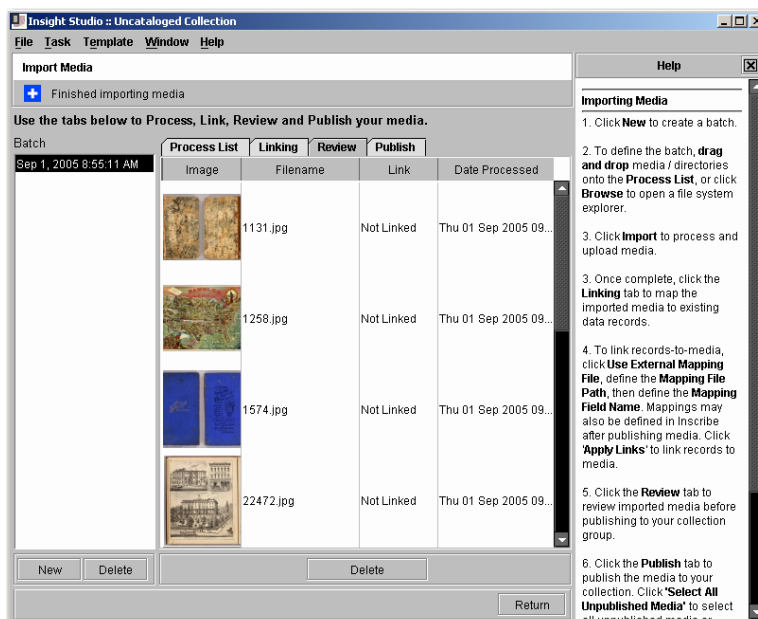 Insight Studio :: Uncataloged Collection
File Task Template Window Help
Import Media
Finished importing media
Use the tabs below to Process, Link, Review and Publish your media.
Batch
Sep 1, 2005 8:55:11 AM
Process List Linking Review Publish
Image Filename Link Date Processed
1131.jpg Not Linked Thu 01 Sep 2005 09...
1258.jpg Not Linked Thu 01 Sep 2005 09...
1574.jpg Not Linked Thu 01 Sep 2005 09...
22472.jpg Not Linked Thu 01 Sep 2005 09...
New Delete
Delete
Return
Help
Importing Media
1. Click New to create a batch.
2. To define the batch, drag
and drop media / directories
onto the Process List, or click
Browse to open a file system
explorer.
3. Click Import to process and
upload media.
3. Once complete, click the
Linking tab to map the
imported media to existing
data records.
4. To link records-to-media,
click Use External Mapping
File, define the Mapping File
Path, then define the Mapping
Field Name. Mappings may
also be defined in Inscribe
after publishing media. Click
'Apply Links' to link records to
media.
5. Click the Review tab to
review imported media before
publishing to your collection
group.
6. Click the Publish tab to
publish the media to your
collection. Click 'Select All
Unpublished Media' to select
all unpublished media or